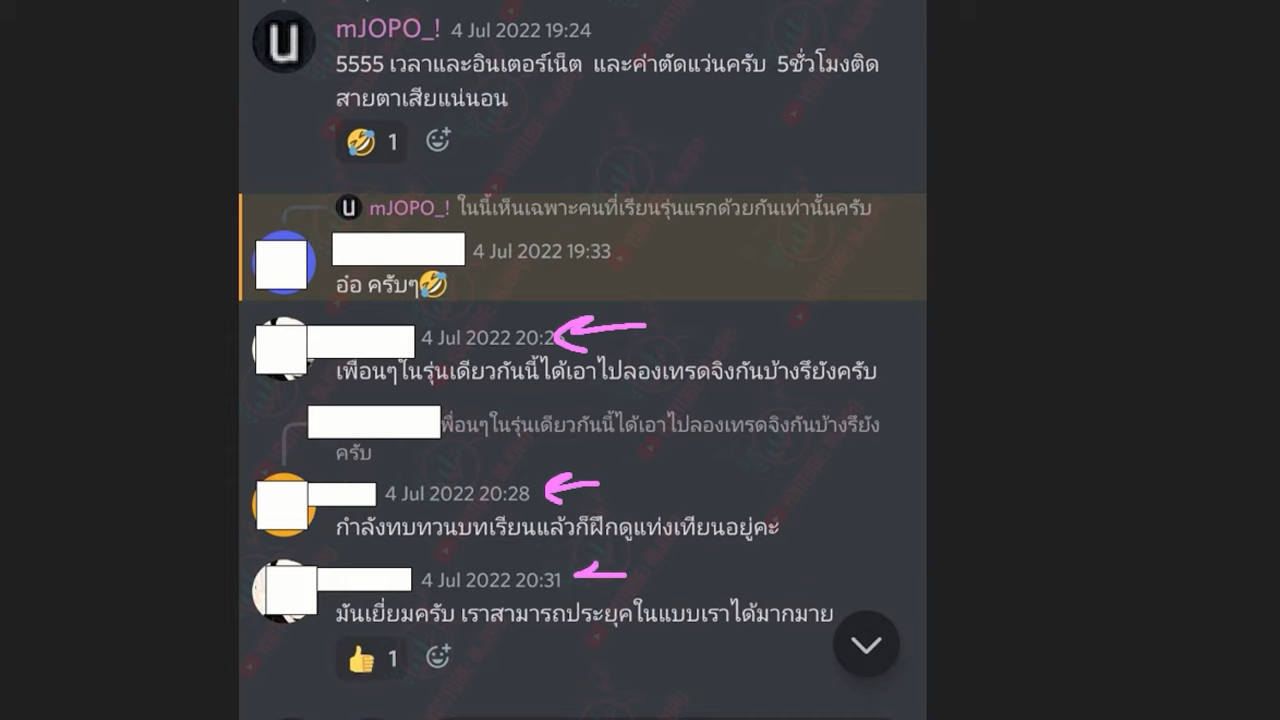 mJOPO_! 4 Jul 2022 19:24
5555 เวลาและอินเตอร์เน็ต และค่าตัดแว่นครับ 5ชั่วโมงติด
สายตาเสียแน่นอน
🤣 1
mJOPO_! ในนี้เห็นเฉพาะคนที่เรียนรุ่นแรกด้วยกันเท่านั้นครับ
4 Jul 2022 19:33
อ๋อ ครับๆ🤣
4 Jul 2022
เพื่อนๆในรุ่นเดียวกันนี้ได้เอาไปลองเทรดจิงกันบ้างรึยังครับ
พื่อนๆในรุ่นเดียวกันนี้ได้เอาไปลองเทรดจิงกันบ้างรึยัง
ครับ
4 Jul 2022 20:28
กำลังทบทวนบทเรียนแล้วก็ฝึกดูแท่งเทียนอยู่คะ
4 Jul 2022 20:31
มันเยี่ยมครับ เราสามารถประยุคในแบบเราได้มากมาย
👍 1